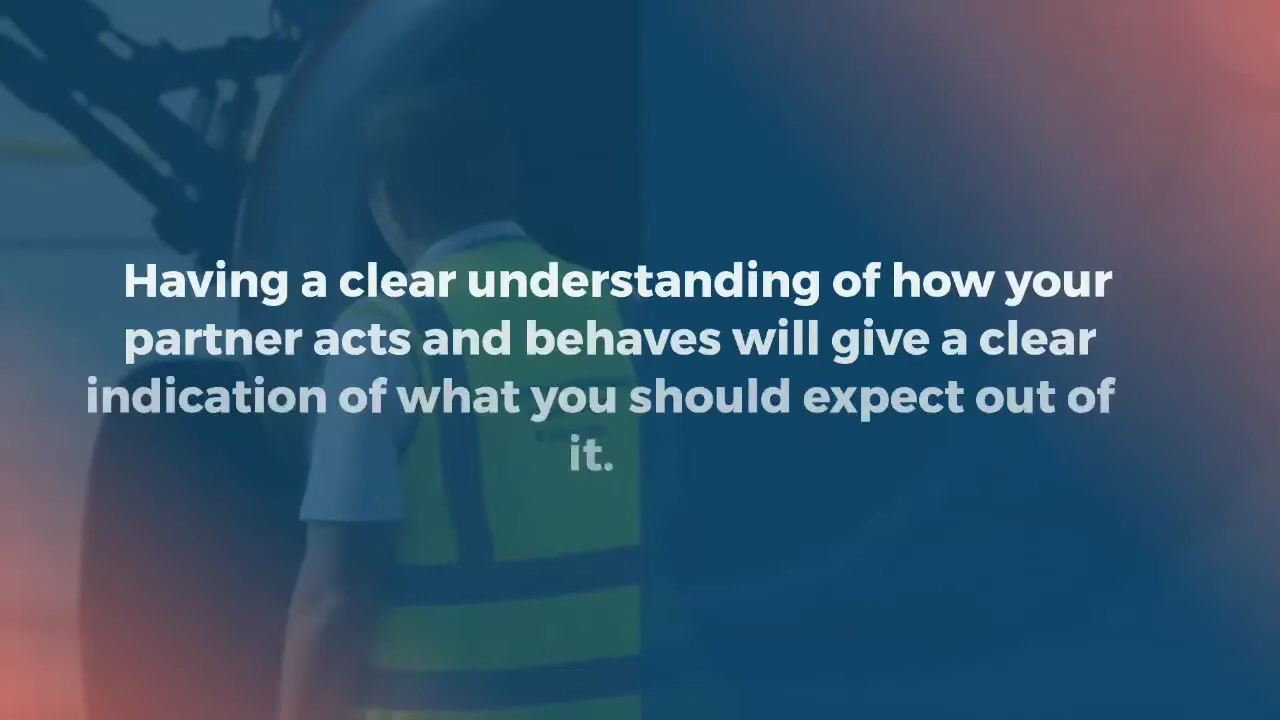 Having a clear understanding of how your
partner acts and behaves will give a clear
indication of what you should expect out of
it.